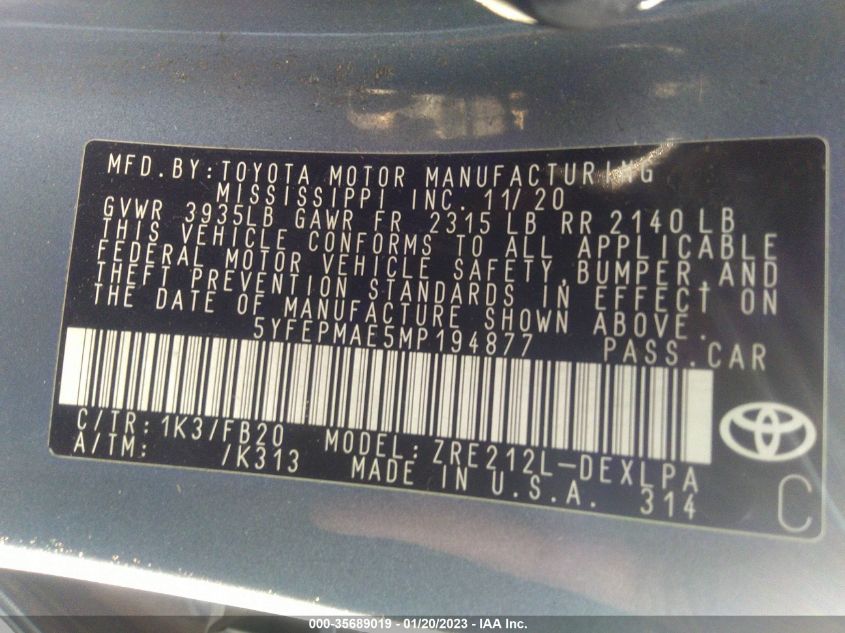 MFD.BY:TOYOTA MOTOR MANUFACTURING
MISSISSIPPI INC. 11/20
GVWR 3935LB GAWR FR 2315 LB RR 2140 LB
THIS VEHICLE CONFORMS TO ALL APPLICABLE
FEDERAL MOTOR VEHICLE SAFETY,BUMPER,AND
THEFT PREVENTION STANDARDS IN EFFECT ON
THE DATE OF MANUFACTURE SHOWN ABOVE.
5YFEPMAE5MP194877 PASS.CAR
C/TR:1K3/FB20 MODEL:ZRE212L-DEXLPA
A/TM: /K313 MADE IN U.S.A. 314
C
000-35689019 - 01/20/2023 - IAA Inc.